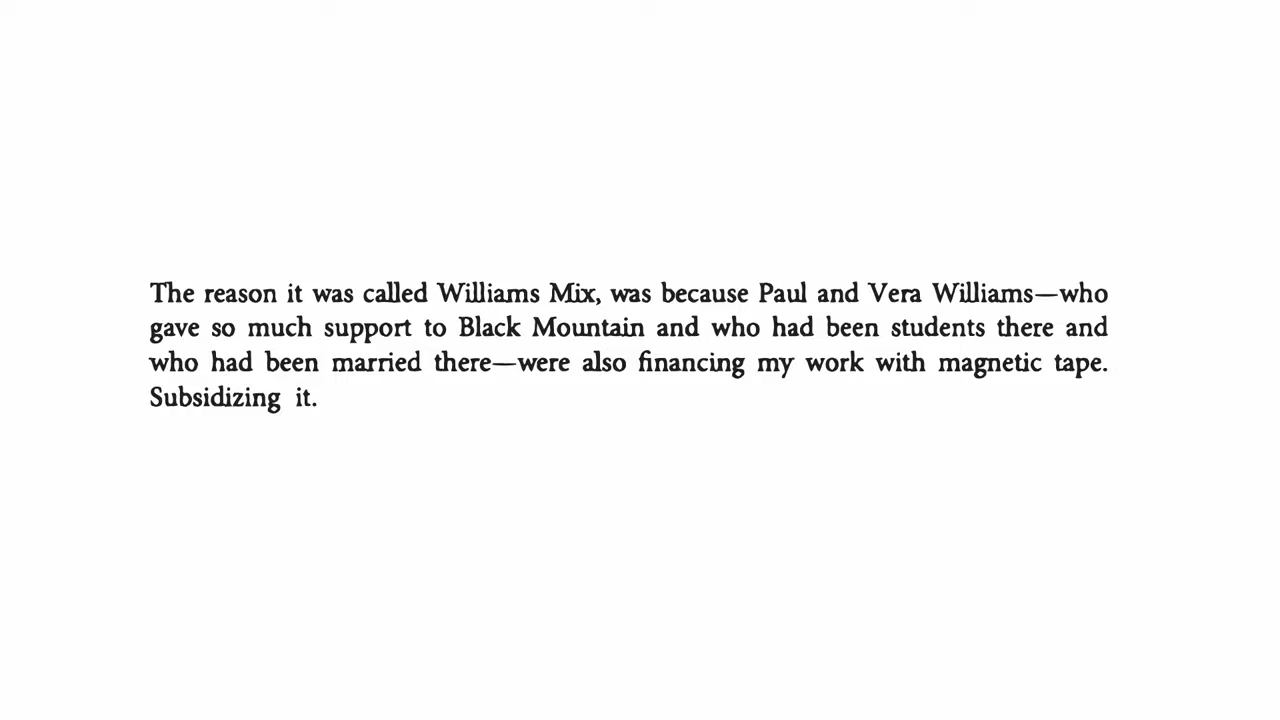 The reason it was called Williams Mix, was because Paul and Vera Williams—who
gave so much support to Black Mountain and who had been students there and
who had been married there—were also financing my work with magnetic tape.
Subsidizing it.